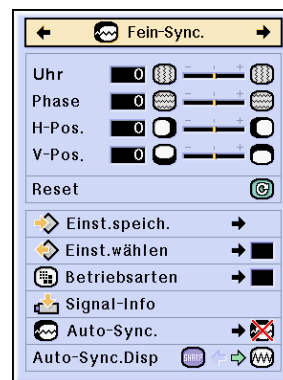 Fein-Sync.
Uhr 0 - +
Phase 0 - +
H-Pos. 0 - +
V-Pos. 0 - +
Reset
Einst.speich.
Einst.wählen
Betriebsarten
Signal-Info
Auto-Sync.
Auto-Sync.Disp SHARP